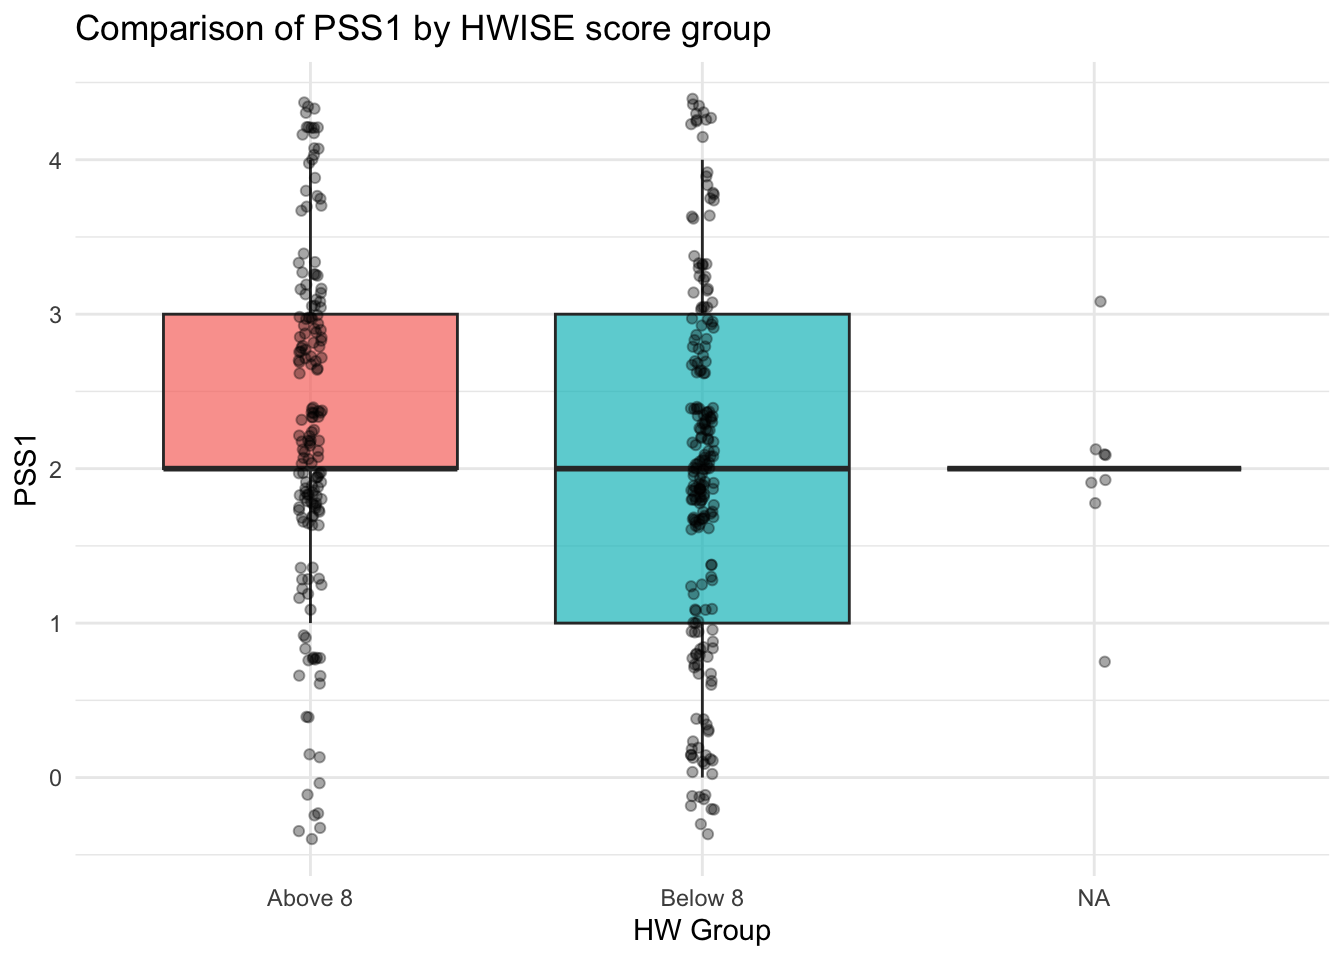 Comparison of PSS1 by HWISE score group
4
3
2
1
0
PSS1
Above 8
Below 8
NA
HW Group